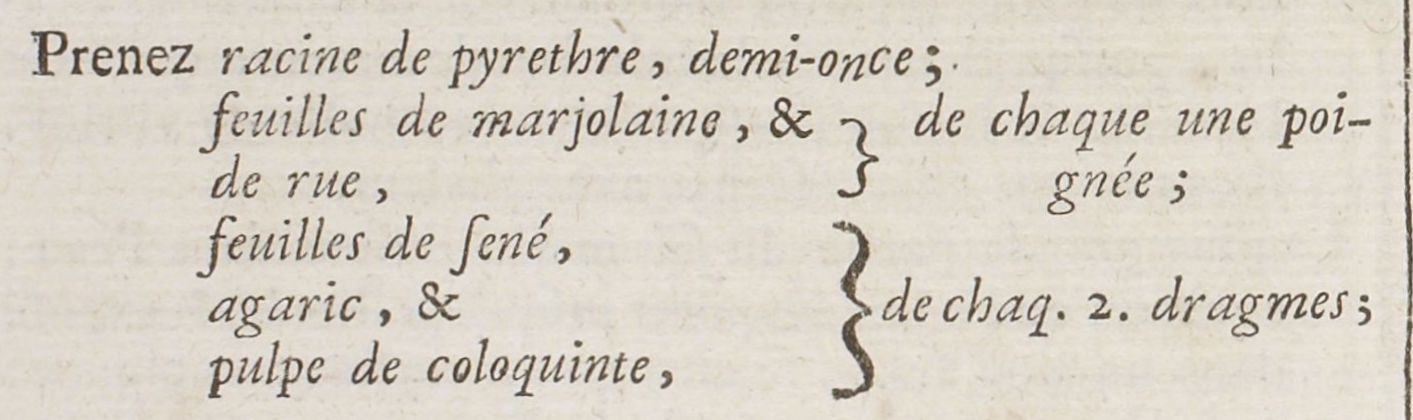 Prenez racine de pyrethre, demi-once;
feuilles de marjolaine, & } de chaque une poi-
de rue, gnée;
feuilles de ſené,
agaric, & } de chaq. 2. dragmes;
pulpe de coloquinte,